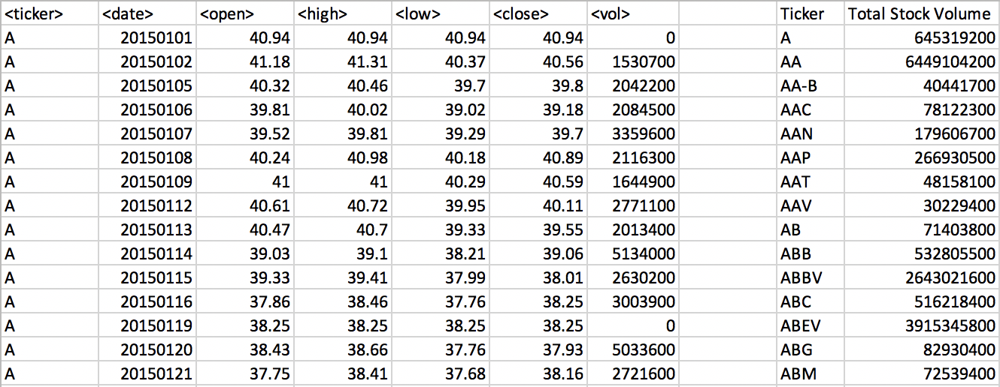 <ticker> <date> <open> <high> <low> <close> <vol> Ticker Total Stock Volume
A 20150101 40.94 40.94 40.94 40.94 0 A 645319200
A 20150102 41.18 41.31 40.37 40.56 1530700 AA 6449104200
A 20150105 40.32 40.46 39.7 39.8 2042200 AA-B 40441700
A 20150106 39.81 40.02 39.02 39.18 2084500 AAC 78122300
A 20150107 39.52 39.81 39.29 39.7 3359600 AAN 179606700
A 20150108 40.24 40.98 40.18 40.89 2116300 AAP 266930500
A 20150109 41 41 40.29 40.59 1644900 AAT 48158100
A 20150112 40.61 40.72 39.95 40.11 2771100 AAV 30229400
A 20150113 40.47 40.7 39.33 39.55 2013400 AB 71403800
A 20150114 39.03 39.1 38.21 39.06 5134000 ABB 532805500
A 20150115 39.33 39.41 37.99 38.01 2630200 ABBV 2643021600
A 20150116 37.86 38.46 37.76 38.25 3003900 ABC 516218400
A 20150119 38.25 38.25 38.25 38.25 0 ABEV 3915345800
A 20150120 38.43 38.66 37.76 37.93 5033600 ABG 82930400
A 20150121 37.75 38.41 37.68 38.16 2721600 ABM 72539400